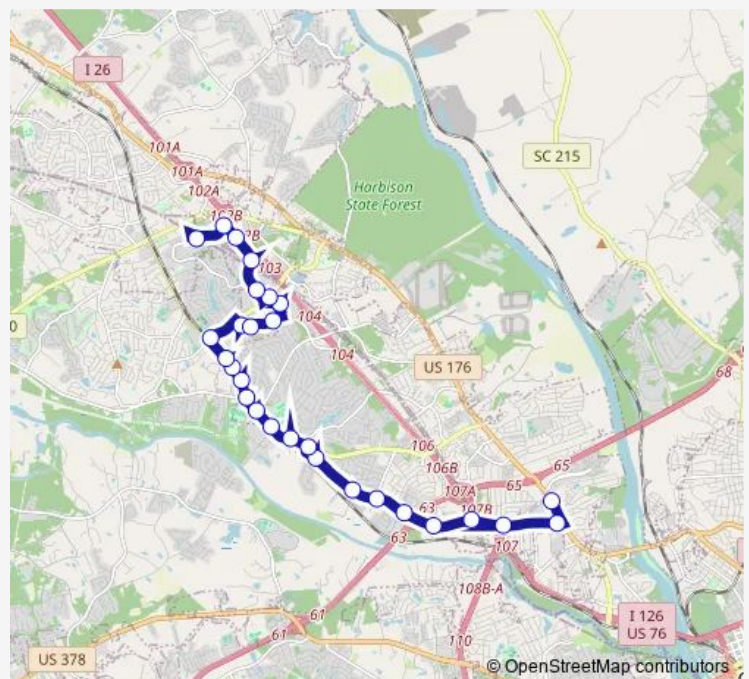 I 26
101A
101A
102A
SC 215
Harbison
State Forest
102B
103
104
104
US 176
68
106
106B
65
107A
65
63
107B
63
107
108B-A
61
61
110
I 126
US 76
US 378
© OpenStreetMap contributors